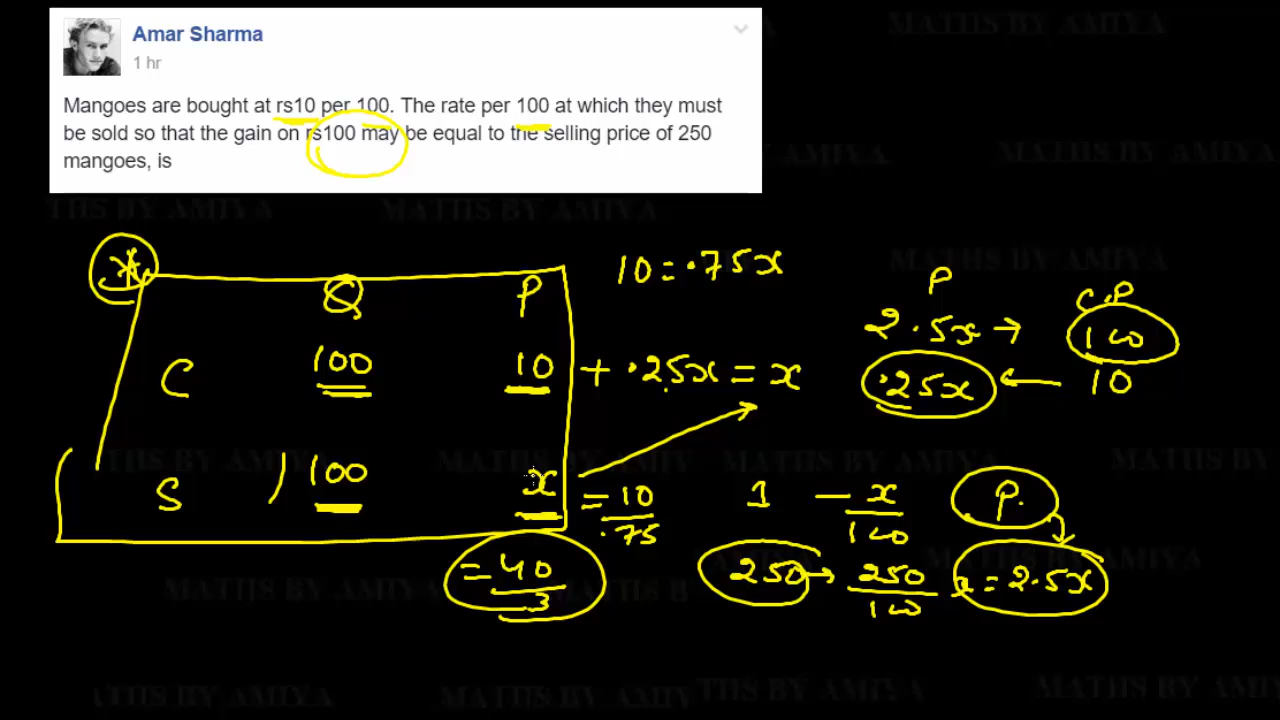 Amar Sharma
1 hr
Mangoes are bought at rs10 per 100. The rate per 100 at which they must
be sold so that the gain on rs100 may be equal to the selling price of 250
mangoes, is
10 = .75x
Q P
P C.P
2.5x → 100
C 100 10 + .25x = x
.25x ← 10
S ) 100 x = 10/.75
1 — x/100 P.
= 40/3
250 → 250/100 x = 2.5x
MATHS BY AMIYA